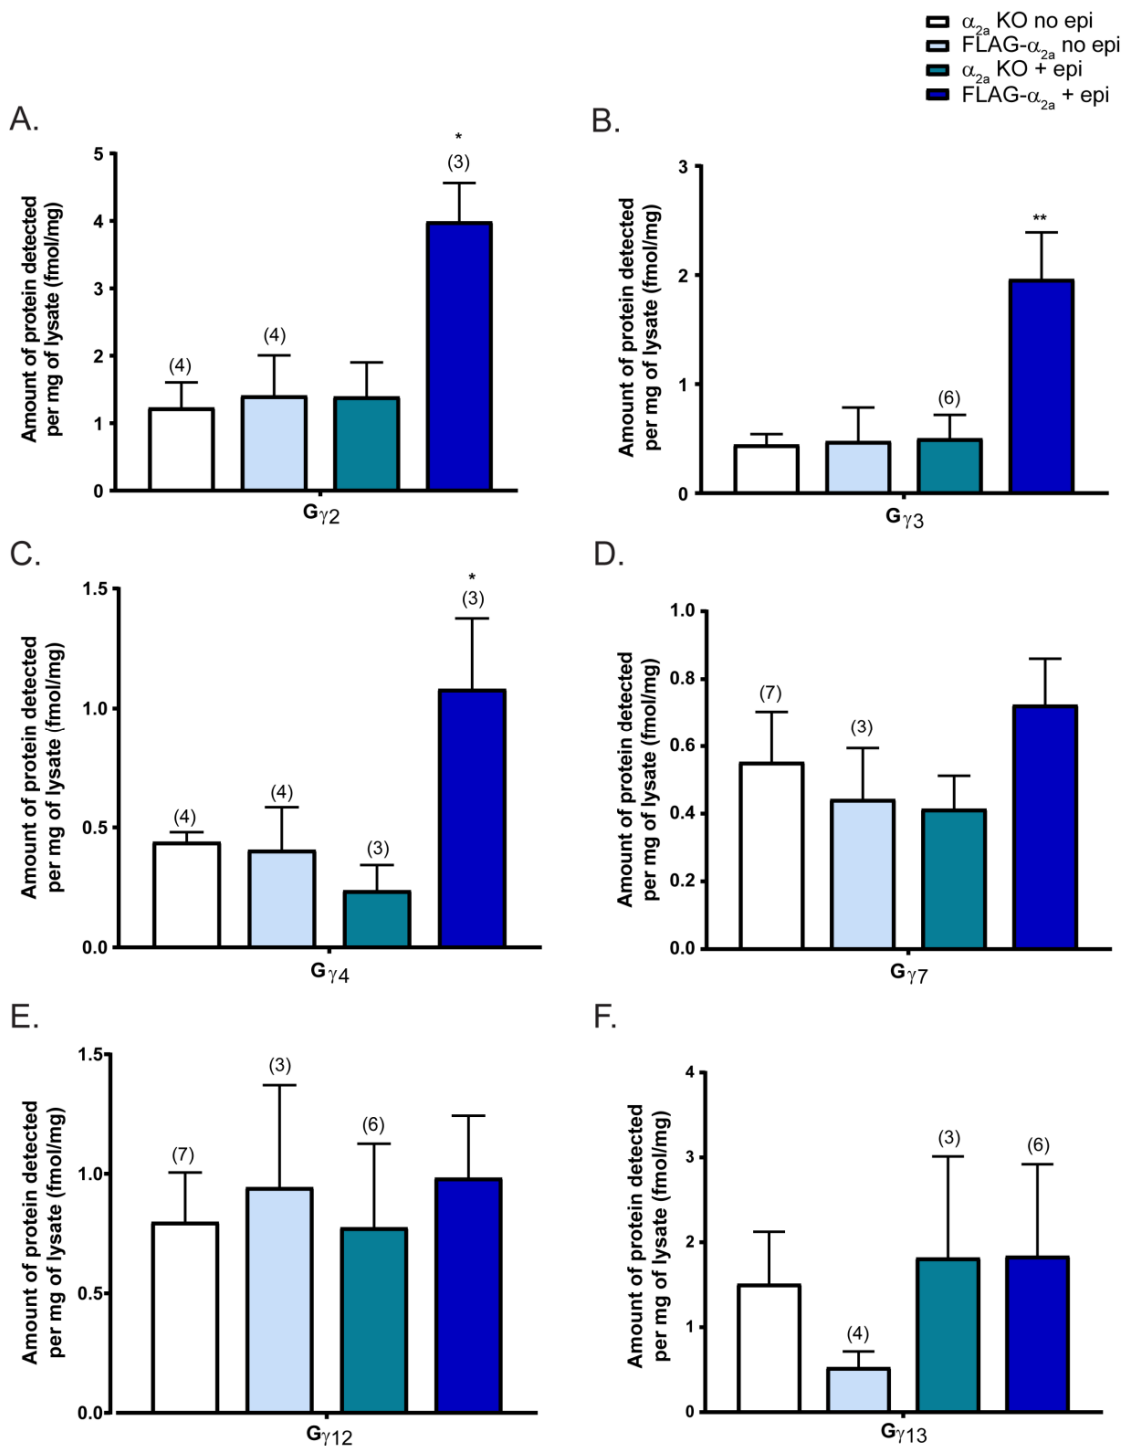 α2a KO no epi
FLAG-α2a no epi
α2a KO + epi
FLAG-α2a + epi
A.
Amount of protein detected
per mg of lysate (fmol/mg)
5
4
3
2
1
0
(4)
(4)
*
(3)
Gγ2
B.
Amount of protein detected
per mg of lysate (fmol/mg)
3
2
1
0
(6)
**
Gγ3
C.
Amount of protein detected
per mg of lysate (fmol/mg)
1.5
1.0
0.5
0.0
(4)
(4)
(3)
*
(3)
Gγ4
D.
Amount of protein detected
per mg of lysate (fmol/mg)
1.0
0.8
0.6
0.4
0.2
0.0
(7)
(3)
Gγ7
E.
Amount of protein detected
per mg of lysate (fmol/mg)
1.5
1.0
0.5
0.0
(7)
(3)
(6)
Gγ12
F.
Amount of protein detected
per mg of lysate (fmol/mg)
4
3
2
1
0
(4)
(3)
(6)
Gγ13